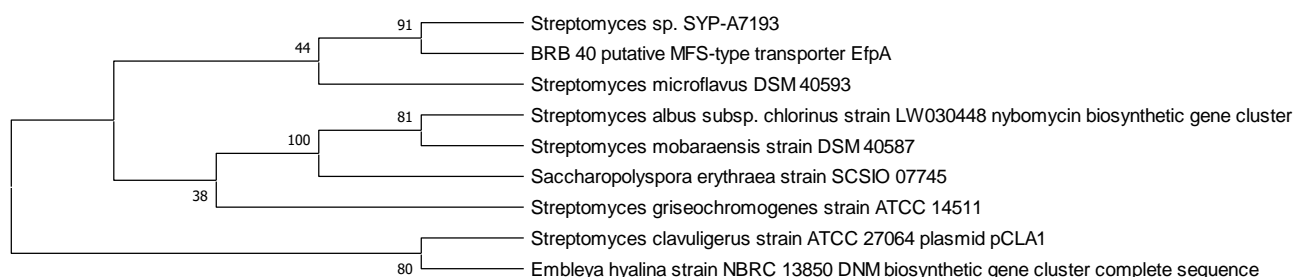 91
Streptomyces sp. SYP-A7193
44
BRB 40 putative MFS-type transporter EfpA
Streptomyces microflavus DSM 40593
81
Streptomyces albus subsp. chlorinus strain LW030448 nybomycin biosynthetic gene cluster
100
Streptomyces mobaraensis strain DSM 40587
Saccharopolyspora erythraea strain SCSIO 07745
38
Streptomyces griseochromogenes strain ATCC 14511
Streptomyces clavuligerus strain ATCC 27064 plasmid pCLA1
80
Embleya hyalina strain NBRC 13850 DNM biosynthetic gene cluster complete sequence